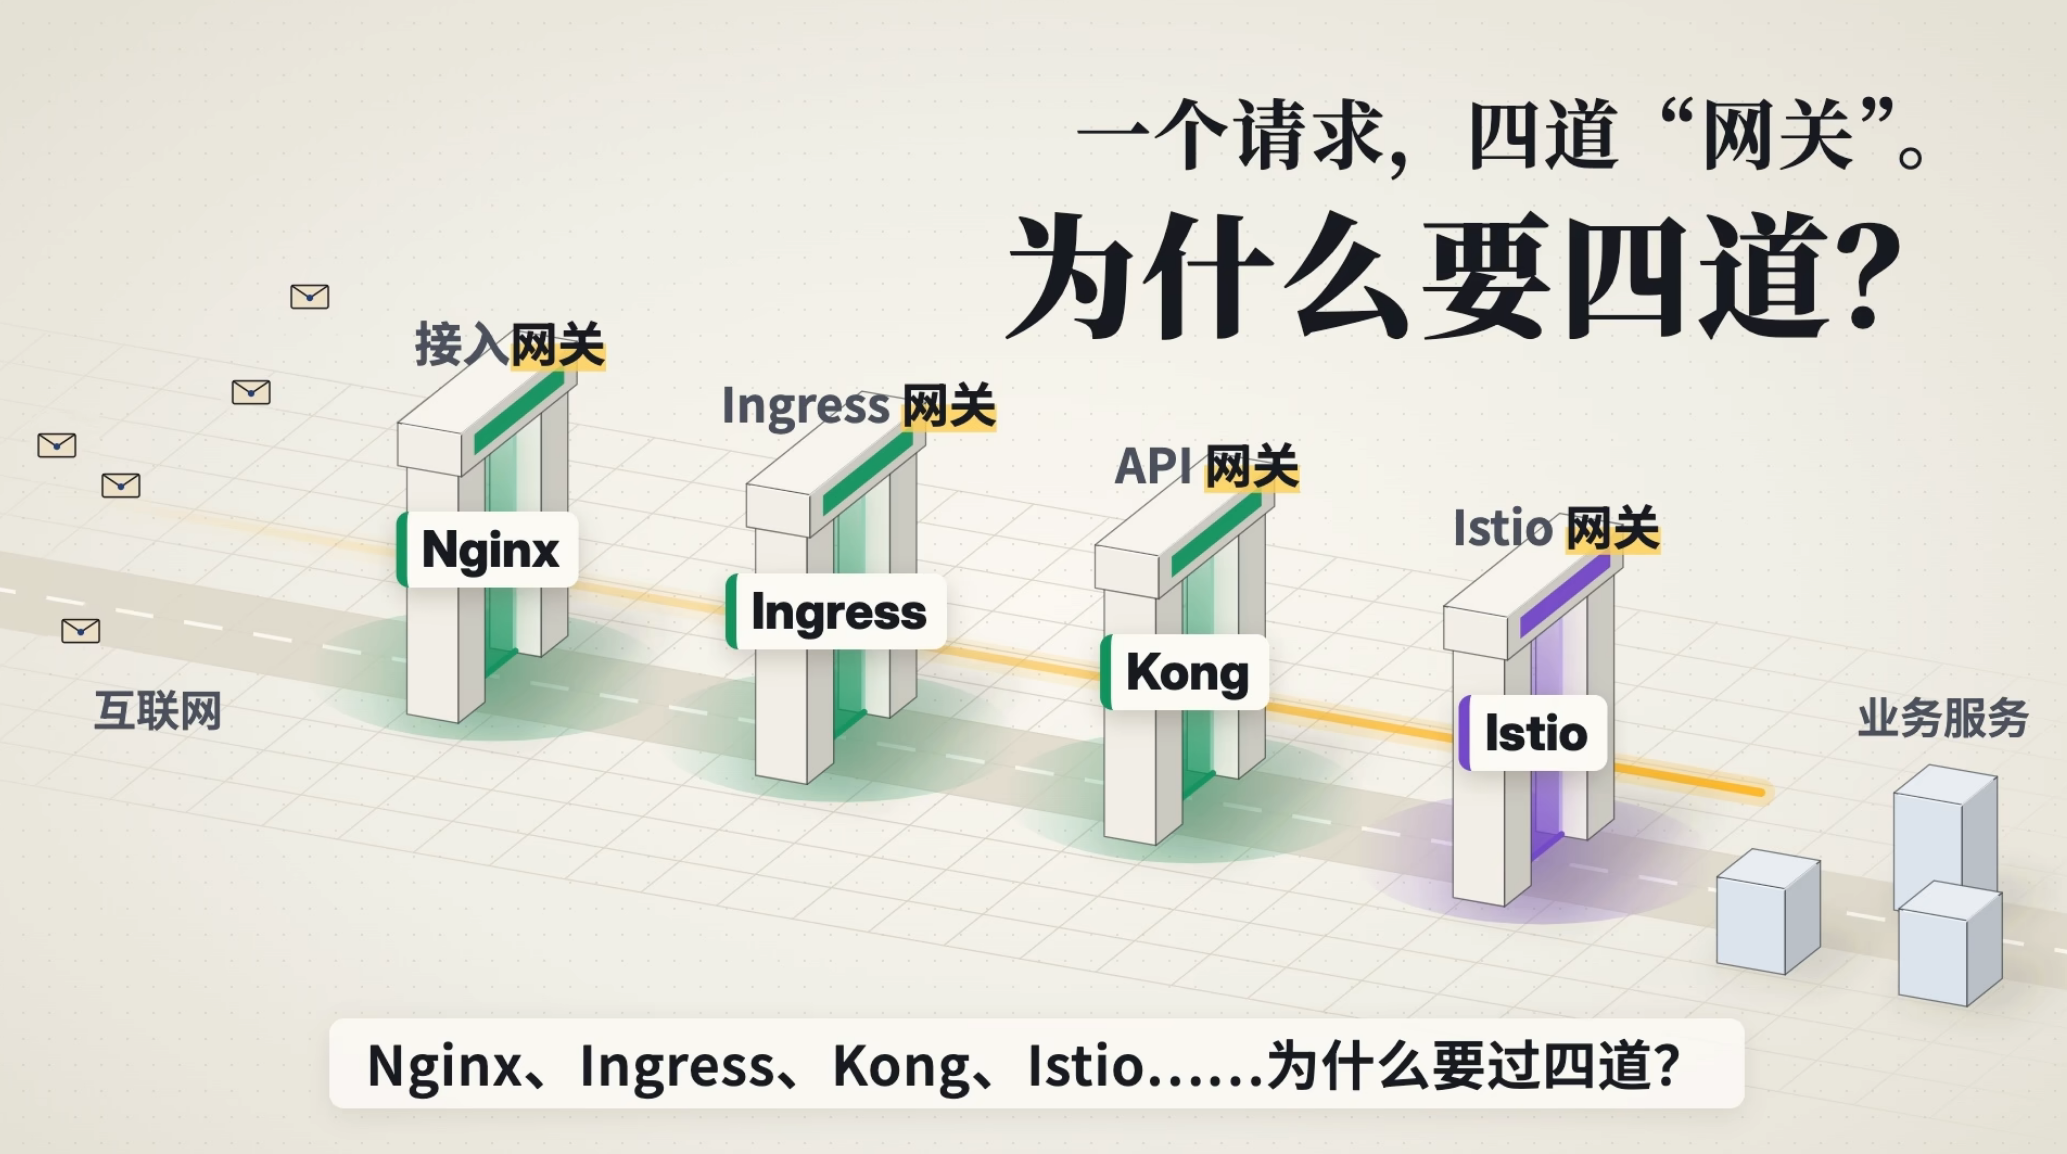 一个请求，四道“网关”。
为什么要四道？
接入网关
Ingress 网关
API 网关
Istio 网关
Nginx
Ingress
Kong
Istio
互联网
业务服务
Nginx、Ingress、Kong、Istio……为什么要过四道？